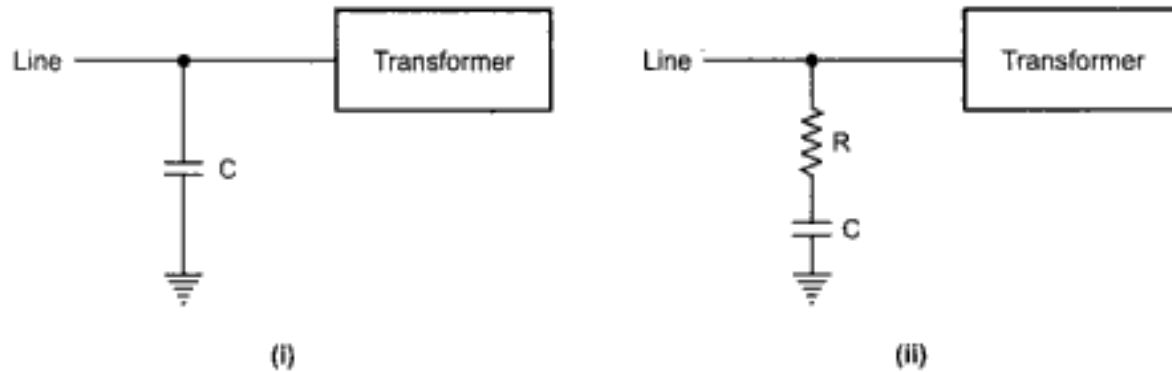 Line
Transformer
C
(i)
Line
Transformer
R
C
(ii)